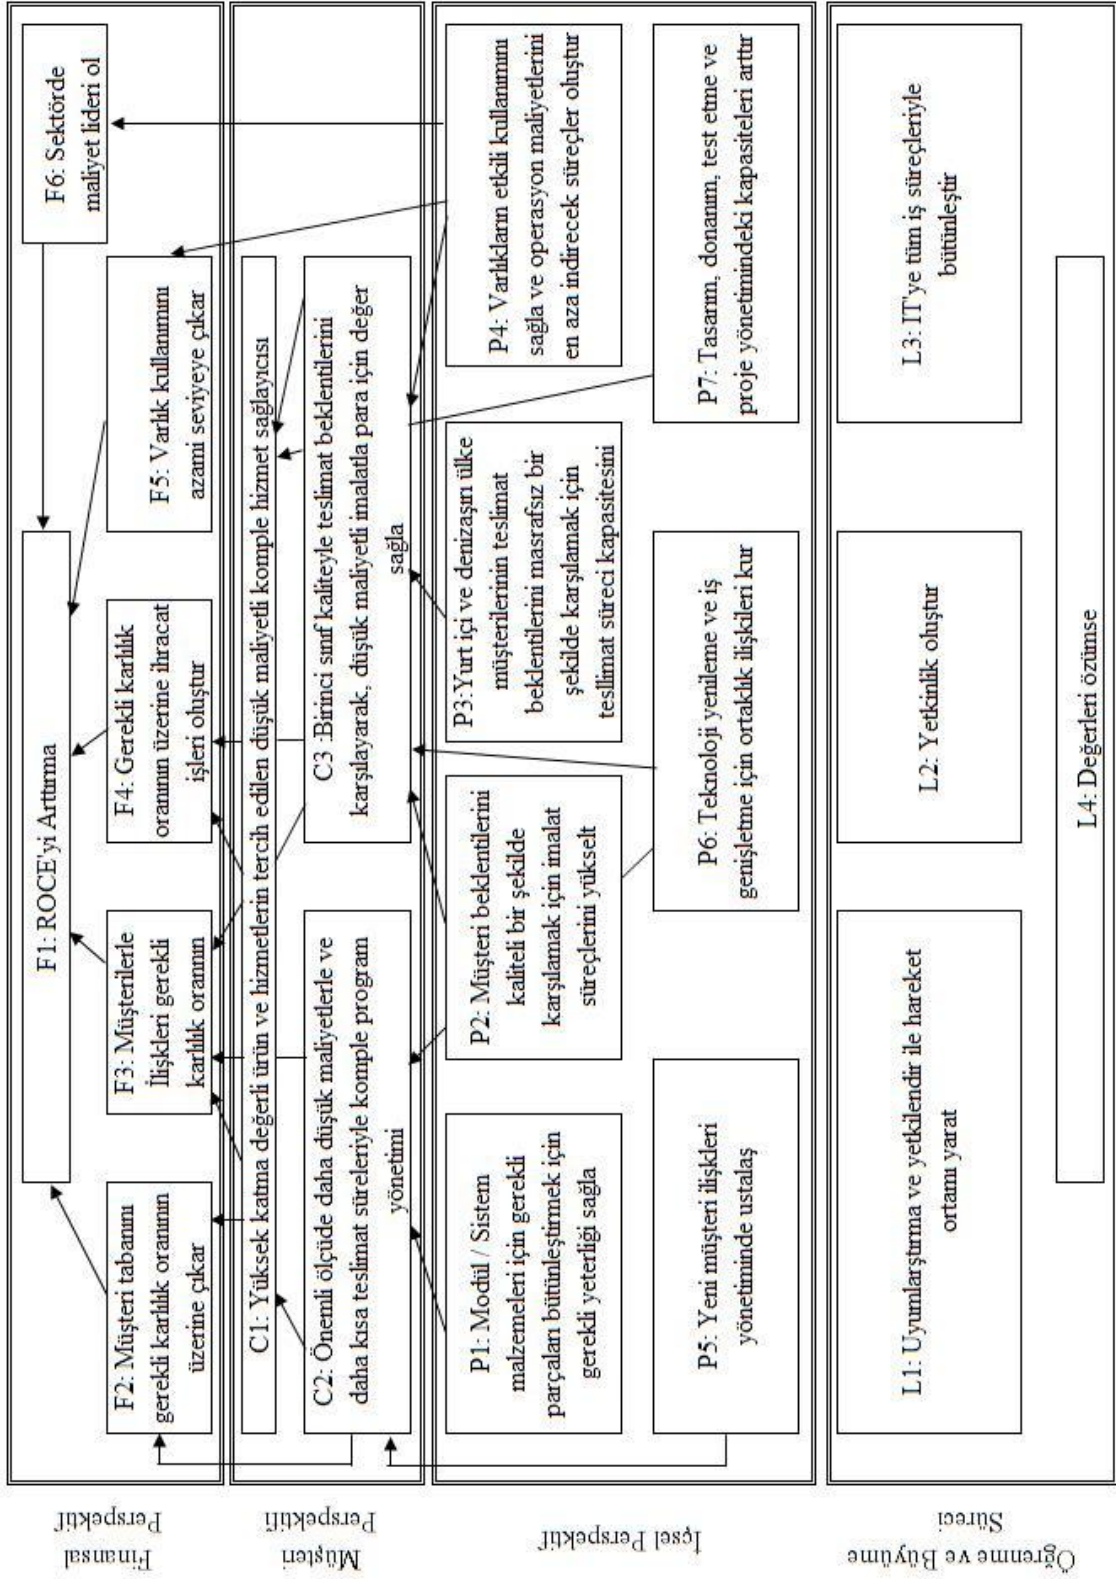 Finansal
Perspektif
F1: ROCE'yi Arttırma
F2: Müşteri tabanını
gerekli karlılık oranının
üzerine çıkar
F3: Müşterilerle
İlişkleri gerekli
karlılık oranının
F4: Gerekli karlılık
oranının üzerine ihracat
işleri oluştur
F5: Varlık kullanımını
azami seviyeye çıkar
F6: Sektörde
maliyet lideri ol
Müşteri
Perspektifi
C1: Yüksek katma değerli ürün ve hizmetlerin tercih edilen düşük maliyetli komple hizmet sağlayıcısı
C2: Önemli ölçüde daha düşük maliyetlerle ve
daha kısa teslimat süreleriyle komple program
yönetimi
C3 :Birinci sınıf kaliteyle teslimat beklentilerini
karşılayarak, düşük maliyetli imalatla para için değer
sağla
İçsel Perspektif
P1: Modül / Sistem
malzemeleri için gerekli
parçaları bütünleştirmek için
gerekli yeterliği sağla
P2: Müşteri beklentilerini
kaliteli bir şekilde
karşılamak için imalat
süreçlerini yükselt
P3:Yurt içi ve denizaşırı ülke
müşterilerinin teslimat
beklentilerini masrafsız bir
şekilde karşılamak için
tesllimat süreci kapasitesini
P4: Varlıkların etkili kullanımını
sağla ve operasyon maliyetlerini
en aza indirecek süreçler oluştur
P5: Yeni müşteri ilişkileri
yönetiminde ustalaş
P6: Teknoloji yenileme ve iş
genişletme için ortaklık ilişkileri kur
P7: Tasarım, donanım, test etme ve
proje yönetimindeki kapasiteleri arttır
Öğrenme ve Büyüme
Süreci
L1: Uyumlarştırma ve yetkilendir ile hareket
ortamı yarat
L2: Yetkinlik oluştur
L3: IT'ye tüm iş süreçleriyle
bütünleştir
L4: Değerleri özümse